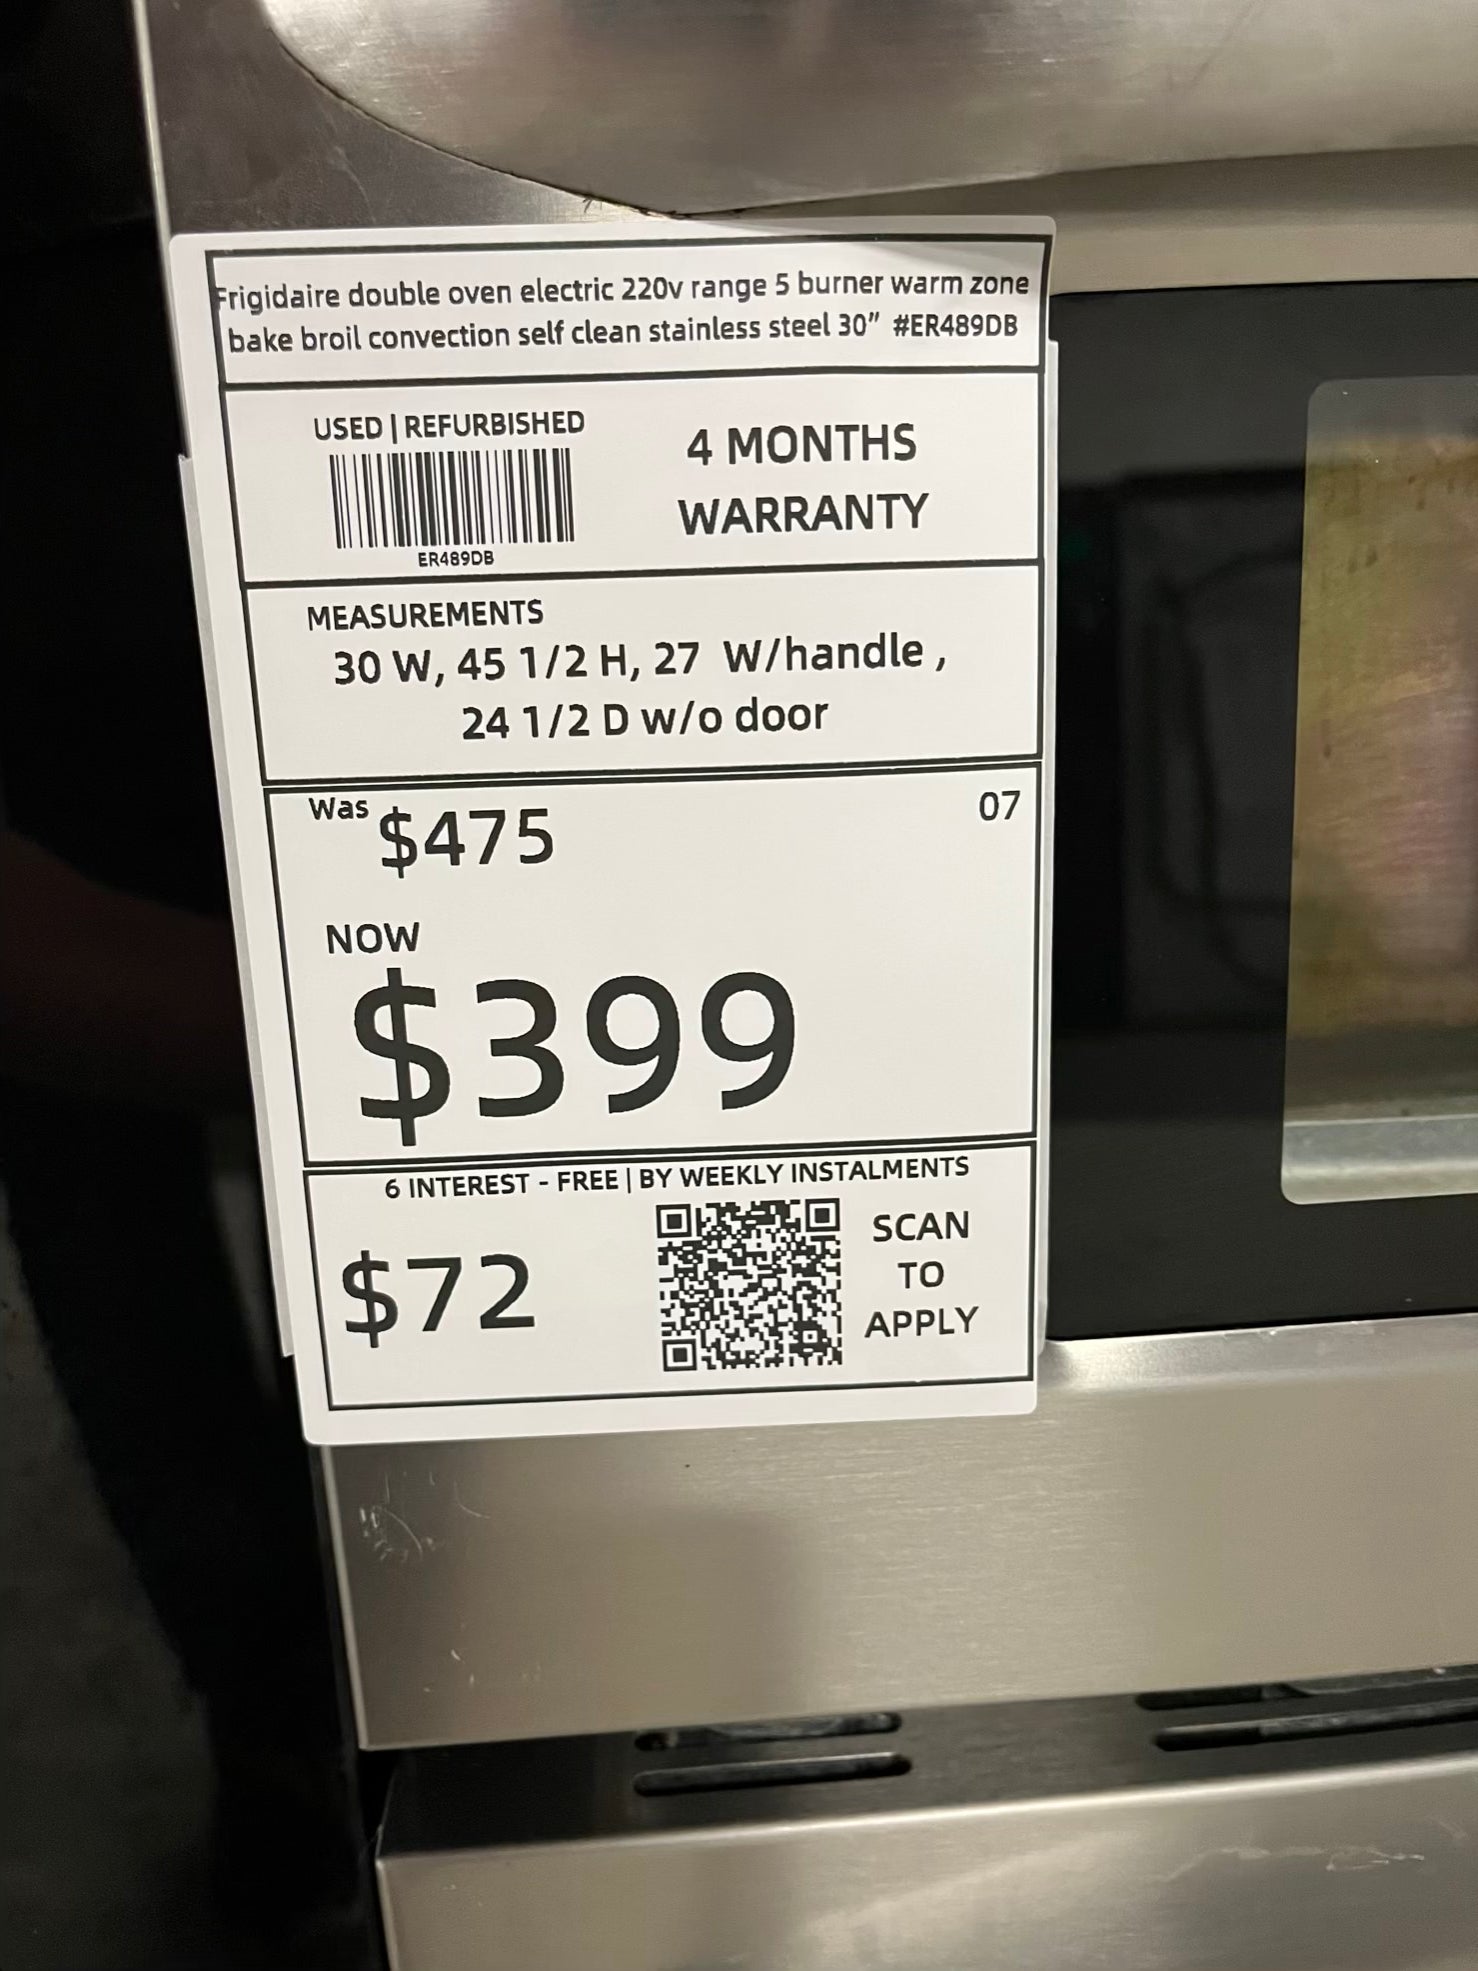 Frigidaire double oven electric 220v range 5 burner warm zone
bake broil convection self clean stainless steel 30" #ER489DB
USED | REFURBISHED
ER489DB
4 MONTHS
WARRANTY
MEASUREMENTS
30 W, 45 1/2 H, 27 W/handle ,
24 1/2 D w/o door
Was $475
07
NOW
$399
6 INTEREST - FREE | BY WEEKLY INSTALMENTS
$72
SCAN
TO
APPLY